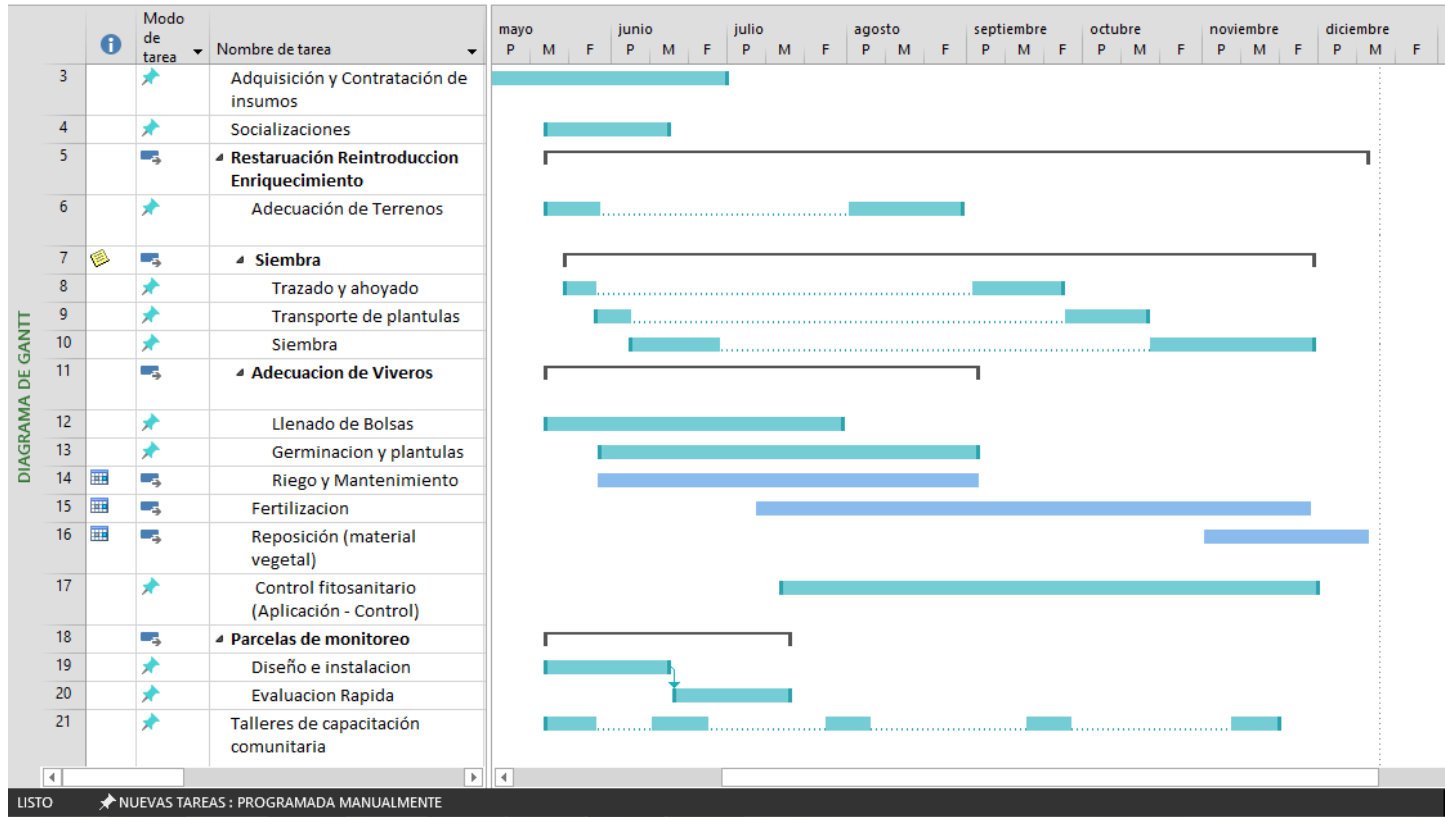 Modo
de
tarea
Nombre de tarea
mayo junio julio agosto septiembre octubre noviembre diciembre
P M F P M F P M F P M F P M F P M F P M F P M F
3 Adquisición y Contratación de
insumos
4 Socializaciones
5 Restaruación Reintroduccion
Enriquecimiento
6 Adecuación de Terrenos
7 Siembra
8 Trazado y ahoyado
9 Transporte de plantulas
10 Siembra
11 Adecuacion de Viveros
12 Llenado de Bolsas
13 Germinacion y plantulas
14 Riego y Mantenimiento
15 Fertilizacion
16 Reposición (material
vegetal)
17 Control fitosanitario
(Aplicación - Control)
18 Parcelas de monitoreo
19 Diseño e instalacion
20 Evaluacion Rapida
21 Talleres de capacitación
comunitaria
DIAGRAMA DE GANTT
LISTO NUEVAS TAREAS : PROGRAMADA MANUALMENTE